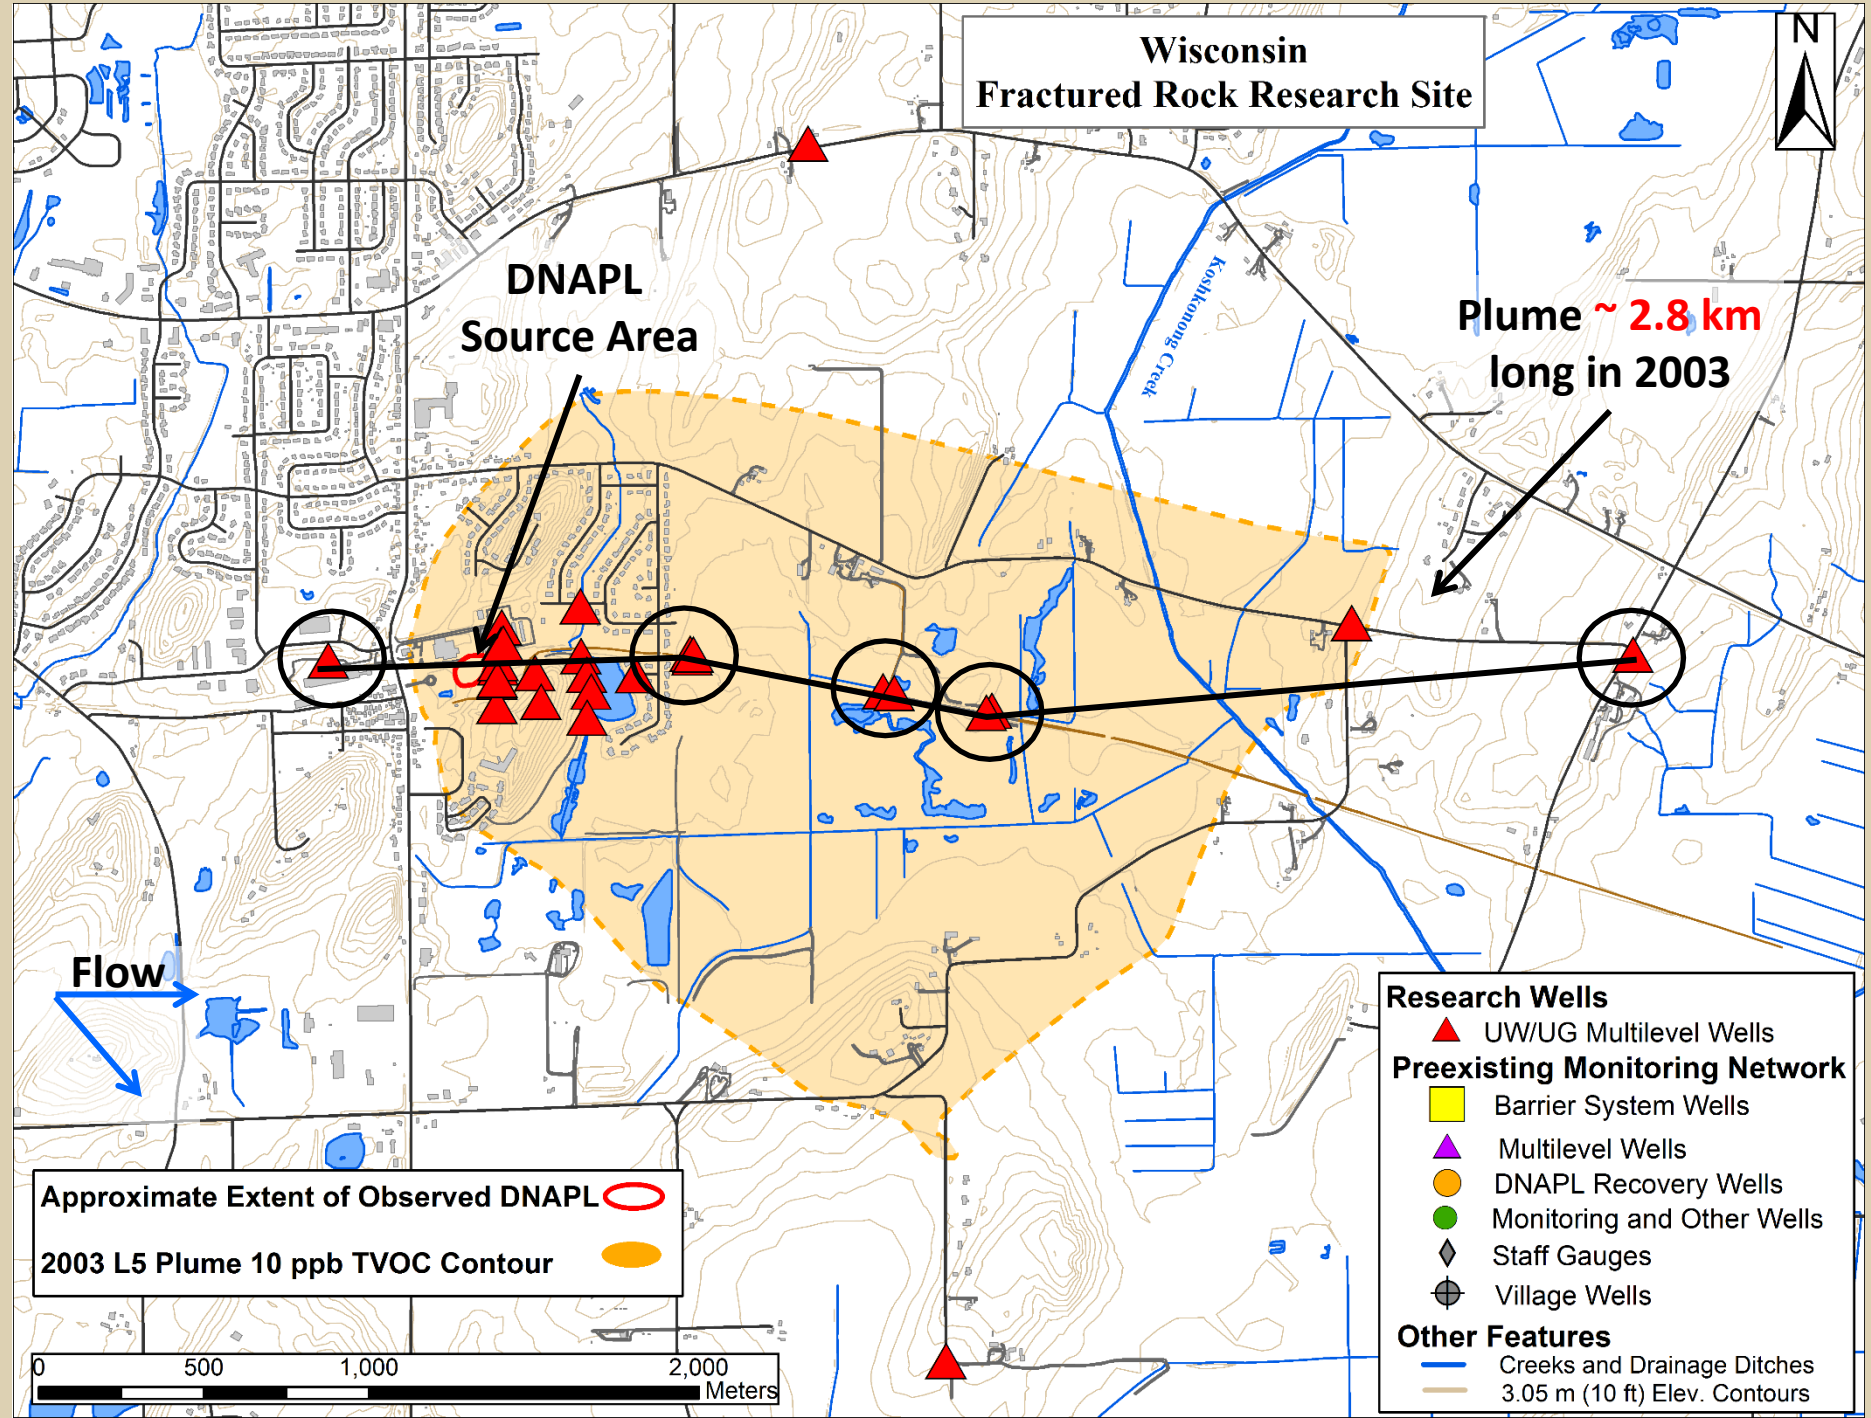 Wisconsin
Fractured Rock Research Site
N
DNAPL
Source Area
Koshkonong Creek
Plume ~ 2.8 km
long in 2003
Flow
Approximate Extent of Observed DNAPL
2003 L5 Plume 10 ppb TVOC Contour
0 500 1,000 2,000
Meters
Research Wells
UW/UG Multilevel Wells
Preexisting Monitoring Network
Barrier System Wells
Multilevel Wells
DNAPL Recovery Wells
Monitoring and Other Wells
Staff Gauges
Village Wells
Other Features
Creeks and Drainage Ditches
3.05 m (10 ft) Elev. Contours